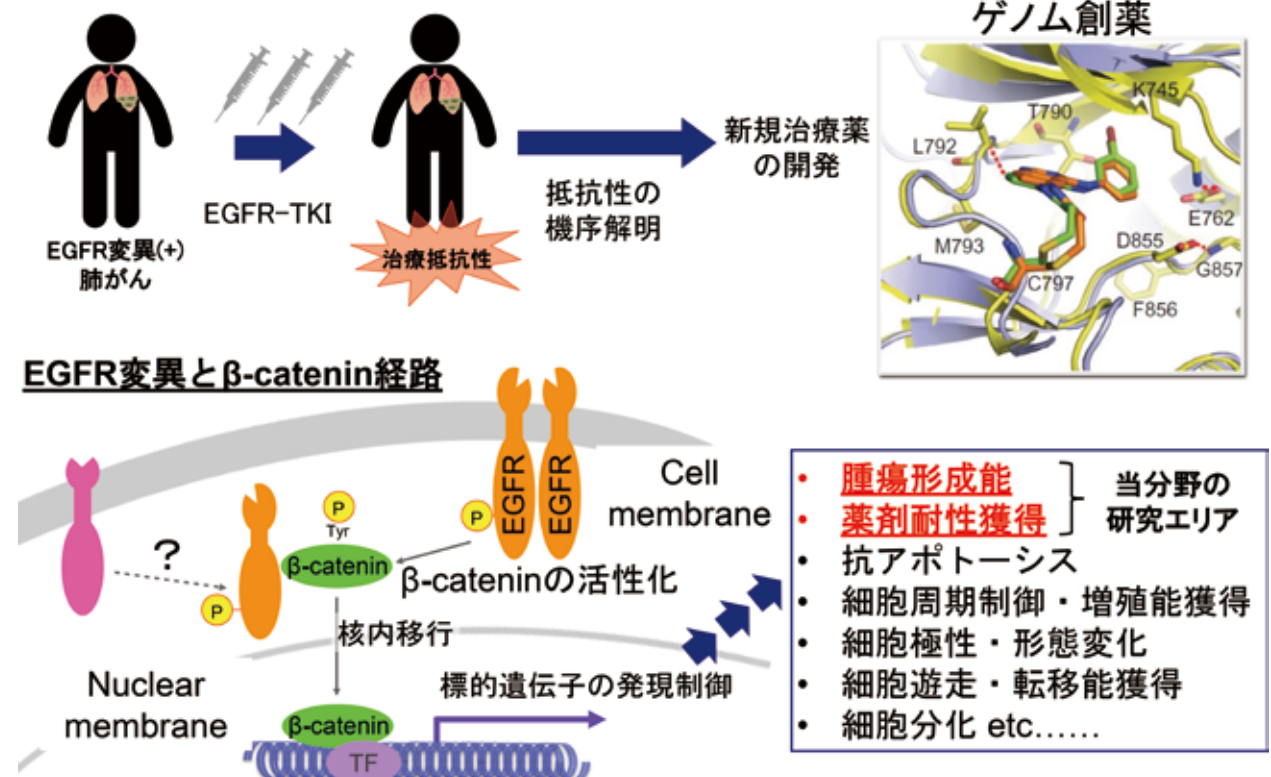 ゲノム創薬
EGFR変異(+)
肺がん
EGFR-TKI
治療抵抗性
抵抗性の
機序解明
新規治療薬
の開発
K745
T790
L792
E762
M793
D855
G857
C797
F856
EGFR変異とβ-catenin経路
EGFR
EGFR
Cell
membrane
P
Tyr
P
β-catenin
β-cateninの活性化
?
P
核内移行
Nuclear
membrane
標的遺伝子の発現制御
β-catenin
TF
• 腫瘍形成能
• 薬剤耐性獲得
当分野の
研究エリア
• 抗アポトーシス
• 細胞周期制御・増殖能獲得
• 細胞極性・形態変化
• 細胞遊走・転移能獲得
• 細胞分化 etc……